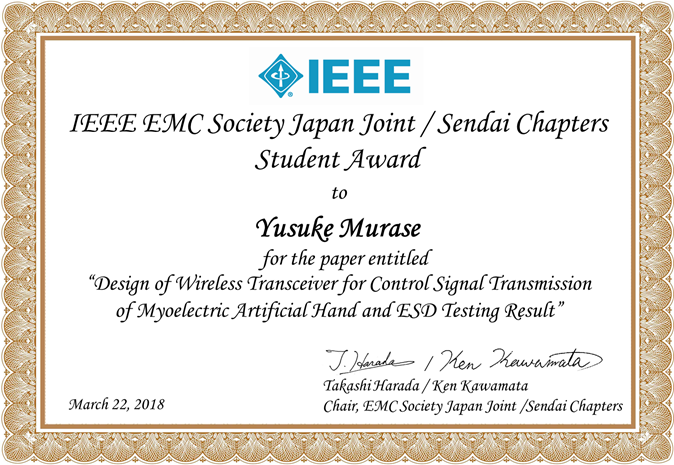 IEEE
IEEE EMC Society Japan Joint / Sendai Chapters
Student Award
to
Yusuke Murase
for the paper entitled
“Design of Wireless Transceiver for Control Signal Transmission
of Myoelectric Artificial Hand and ESD Testing Result”
T. Harada / Ken Kawamata
Takashi Harada / Ken Kawamata
March 22, 2018
Chair, EMC Society Japan Joint /Sendai Chapters